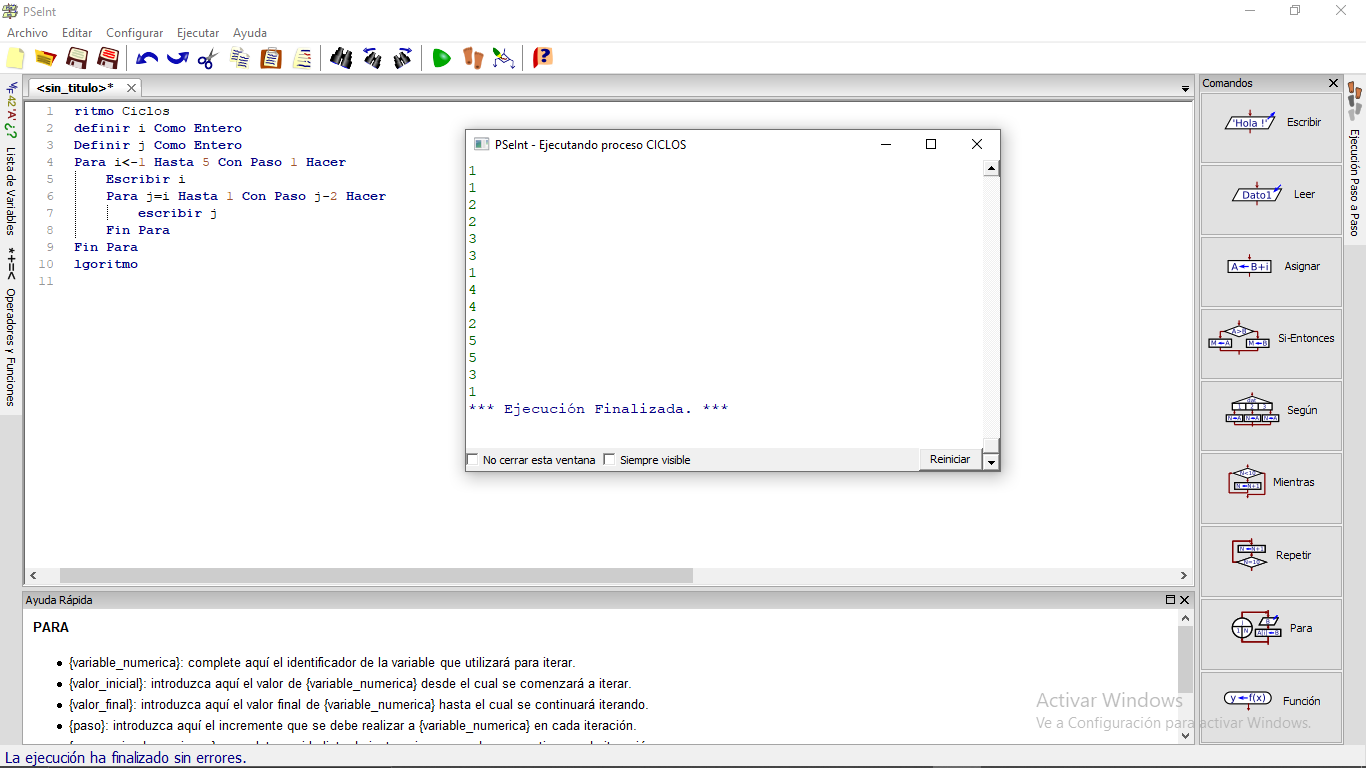 PSeInt
Archivo Editar Configurar Ejecutar Ayuda
<sin_titulo>*
1 ritmo Ciclos
2 definir i Como Entero
3 Definir j Como Entero
4 Para i<-1 Hasta 5 Con Paso 1 Hacer
5 Escribir i
6 Para j=i Hasta 1 Con Paso j-2 Hacer
7 escribir j
8 Fin Para
9 Fin Para
10 lgoritmo
11
PSeInt - Ejecutando proceso CICLOS
1
1
2
2
3
3
1
4
4
2
5
5
3
1
*** Ejecución Finalizada. ***
No cerrar esta ventana Siempre visible Reiniciar
Lista de Variables
*+=< Operadores y Funciones
Comandos
'Hola !' Escribir
Dato1 Leer
A←B+i Asignar
A>B M←A M←B Si-Entonces
Según
Mientras
Repetir
Para
y←f(x) Función
Ejecución Paso a Paso
Ayuda Rápida
PARA
• {variable_numerica}: complete aquí el identificador de la variable que utilizará para iterar.
• {valor_inicial}: introduzca aquí el valor de {variable_numerica} desde el cual se comenzará a iterar.
• {valor_final}: introduzca aquí el valor final de {variable_numerica} hasta el cual se continuará iterando.
• {paso}: introduzca aquí el incremente que se debe realizar a {variable_numerica} en cada iteración.
Activar Windows
Ve a Configuración para activar Windows.
La ejecución ha finalizado sin errores.